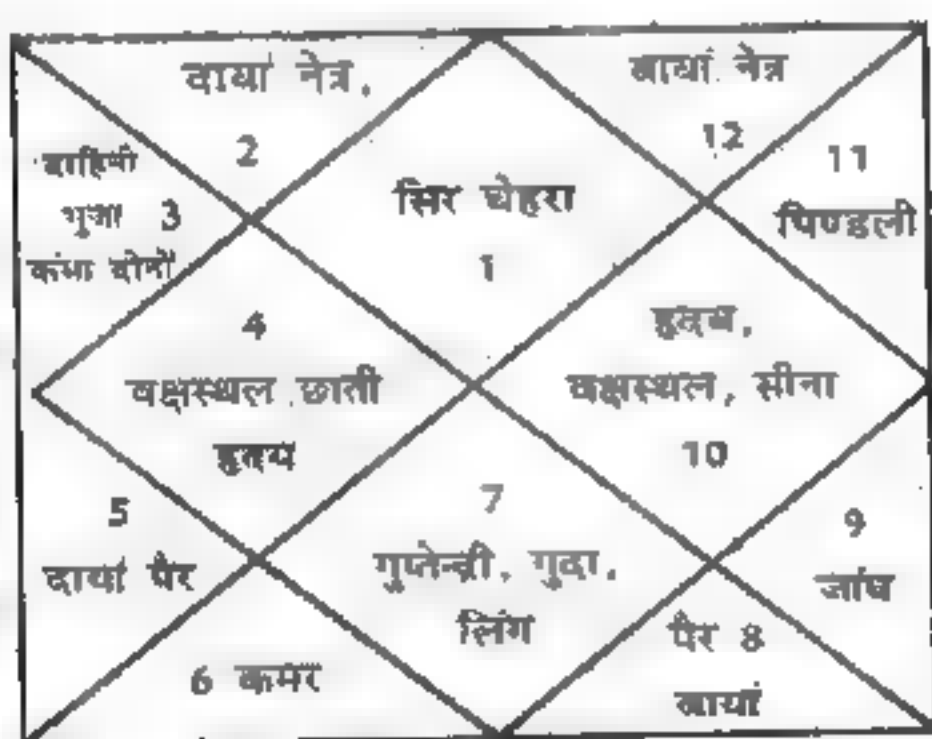 दायां नेत्र,
2
बायां नेत्र
12
11
पिण्डली
दाहिनी
भुजा 3
कंधा दोनों
सिर चेहरा
1
4
वक्षस्थल छाती
हृदय
हृदय,
वक्षस्थल, सीना
10
5
दायां पैर
7
गुप्तेन्द्री, गुदा,
लिंग
9
जांघ
6 कमर
पैर 8
बायां